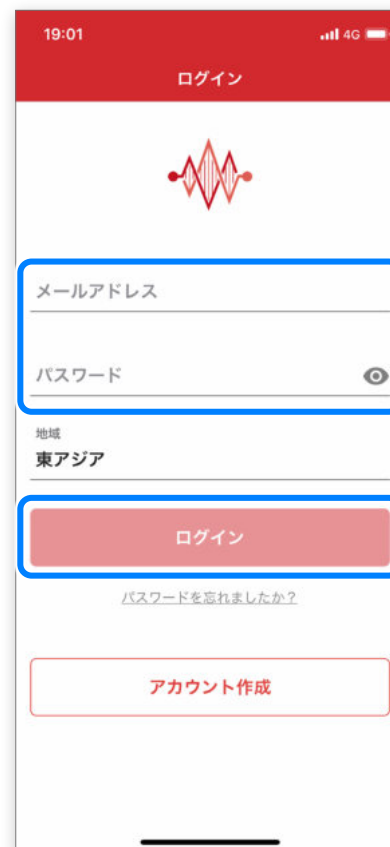 19:01
4G
ログイン
メールアドレス
パスワード
地域
東アジア
ログイン
パスワードを忘れましたか？
アカウント作成